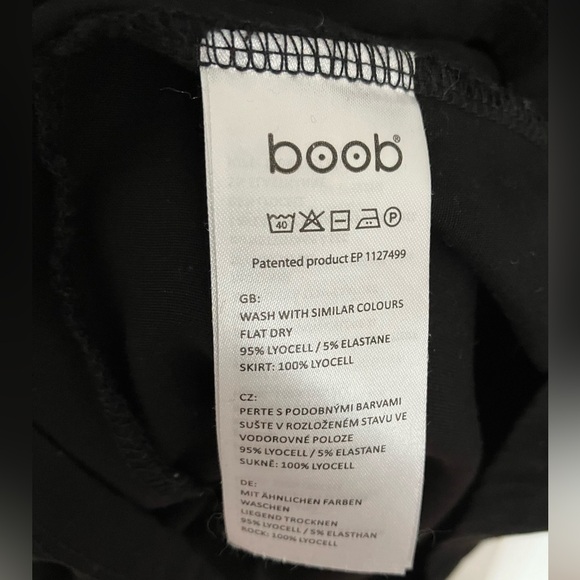 boob®
40 P
Patented product EP 1127499
GB:
WASH WITH SIMILAR COLOURS
FLAT DRY
95% LYOCELL / 5% ELASTANE
SKIRT: 100% LYOCELL
CZ:
PERTE S PODOBNÝMI BARVAMI
SUŠTE V ROZLOŽENÉM STAVU VE
VODOROVNÉ POLOZE
95% LYOCELL / 5% ELASTANE
SUKNĚ: 100% LYOCELL
DE:
MIT ÄHNLICHEN FARBEN
WASCHEN
LIEGEND TROCKNEN
95% LYOCELL / 5% ELASTHAN
ROCK: 100% LYOCELL